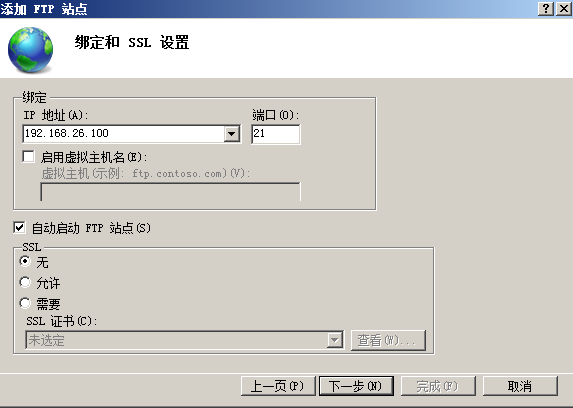 添加 FTP 站点
绑定和 SSL 设置
绑定
IP 地址(A): 端口(O):
192.168.26.100 21
启用虚拟主机名(E):
虚拟主机(示例: ftp.contoso.com)(V):
自动启动 FTP 站点(S)
SSL
无
允许
需要
SSL 证书(C):
未选定 查看(W)...
上一页(P) 下一步(N) 完成(F) 取消